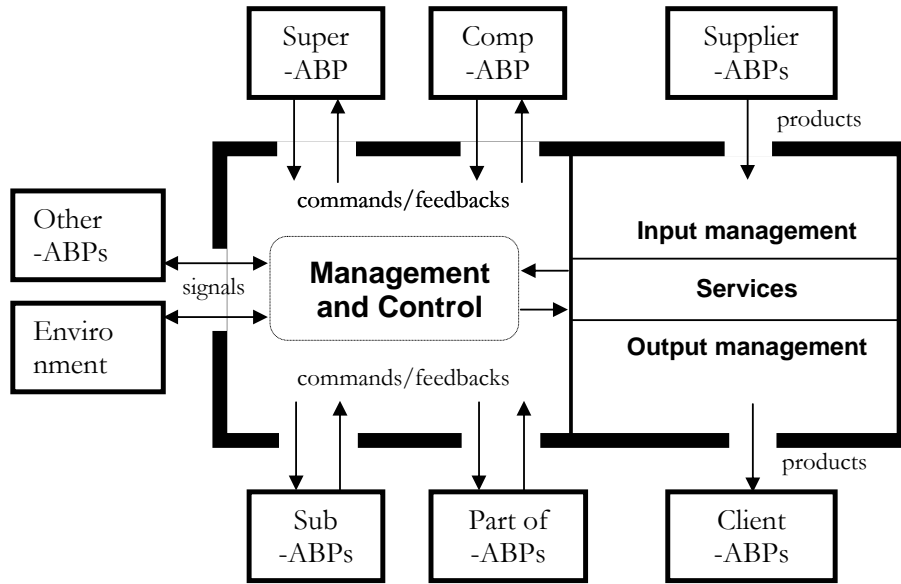 Super
-ABP
Comp
-ABP
Supplier
-ABPs
products
commands/feedbacks
Other
-ABPs
signals
Enviro
nment
Management
and Control
Input management
Services
Output management
commands/feedbacks
products
Sub
-ABPs
Part of
-ABPs
Client
-ABPs